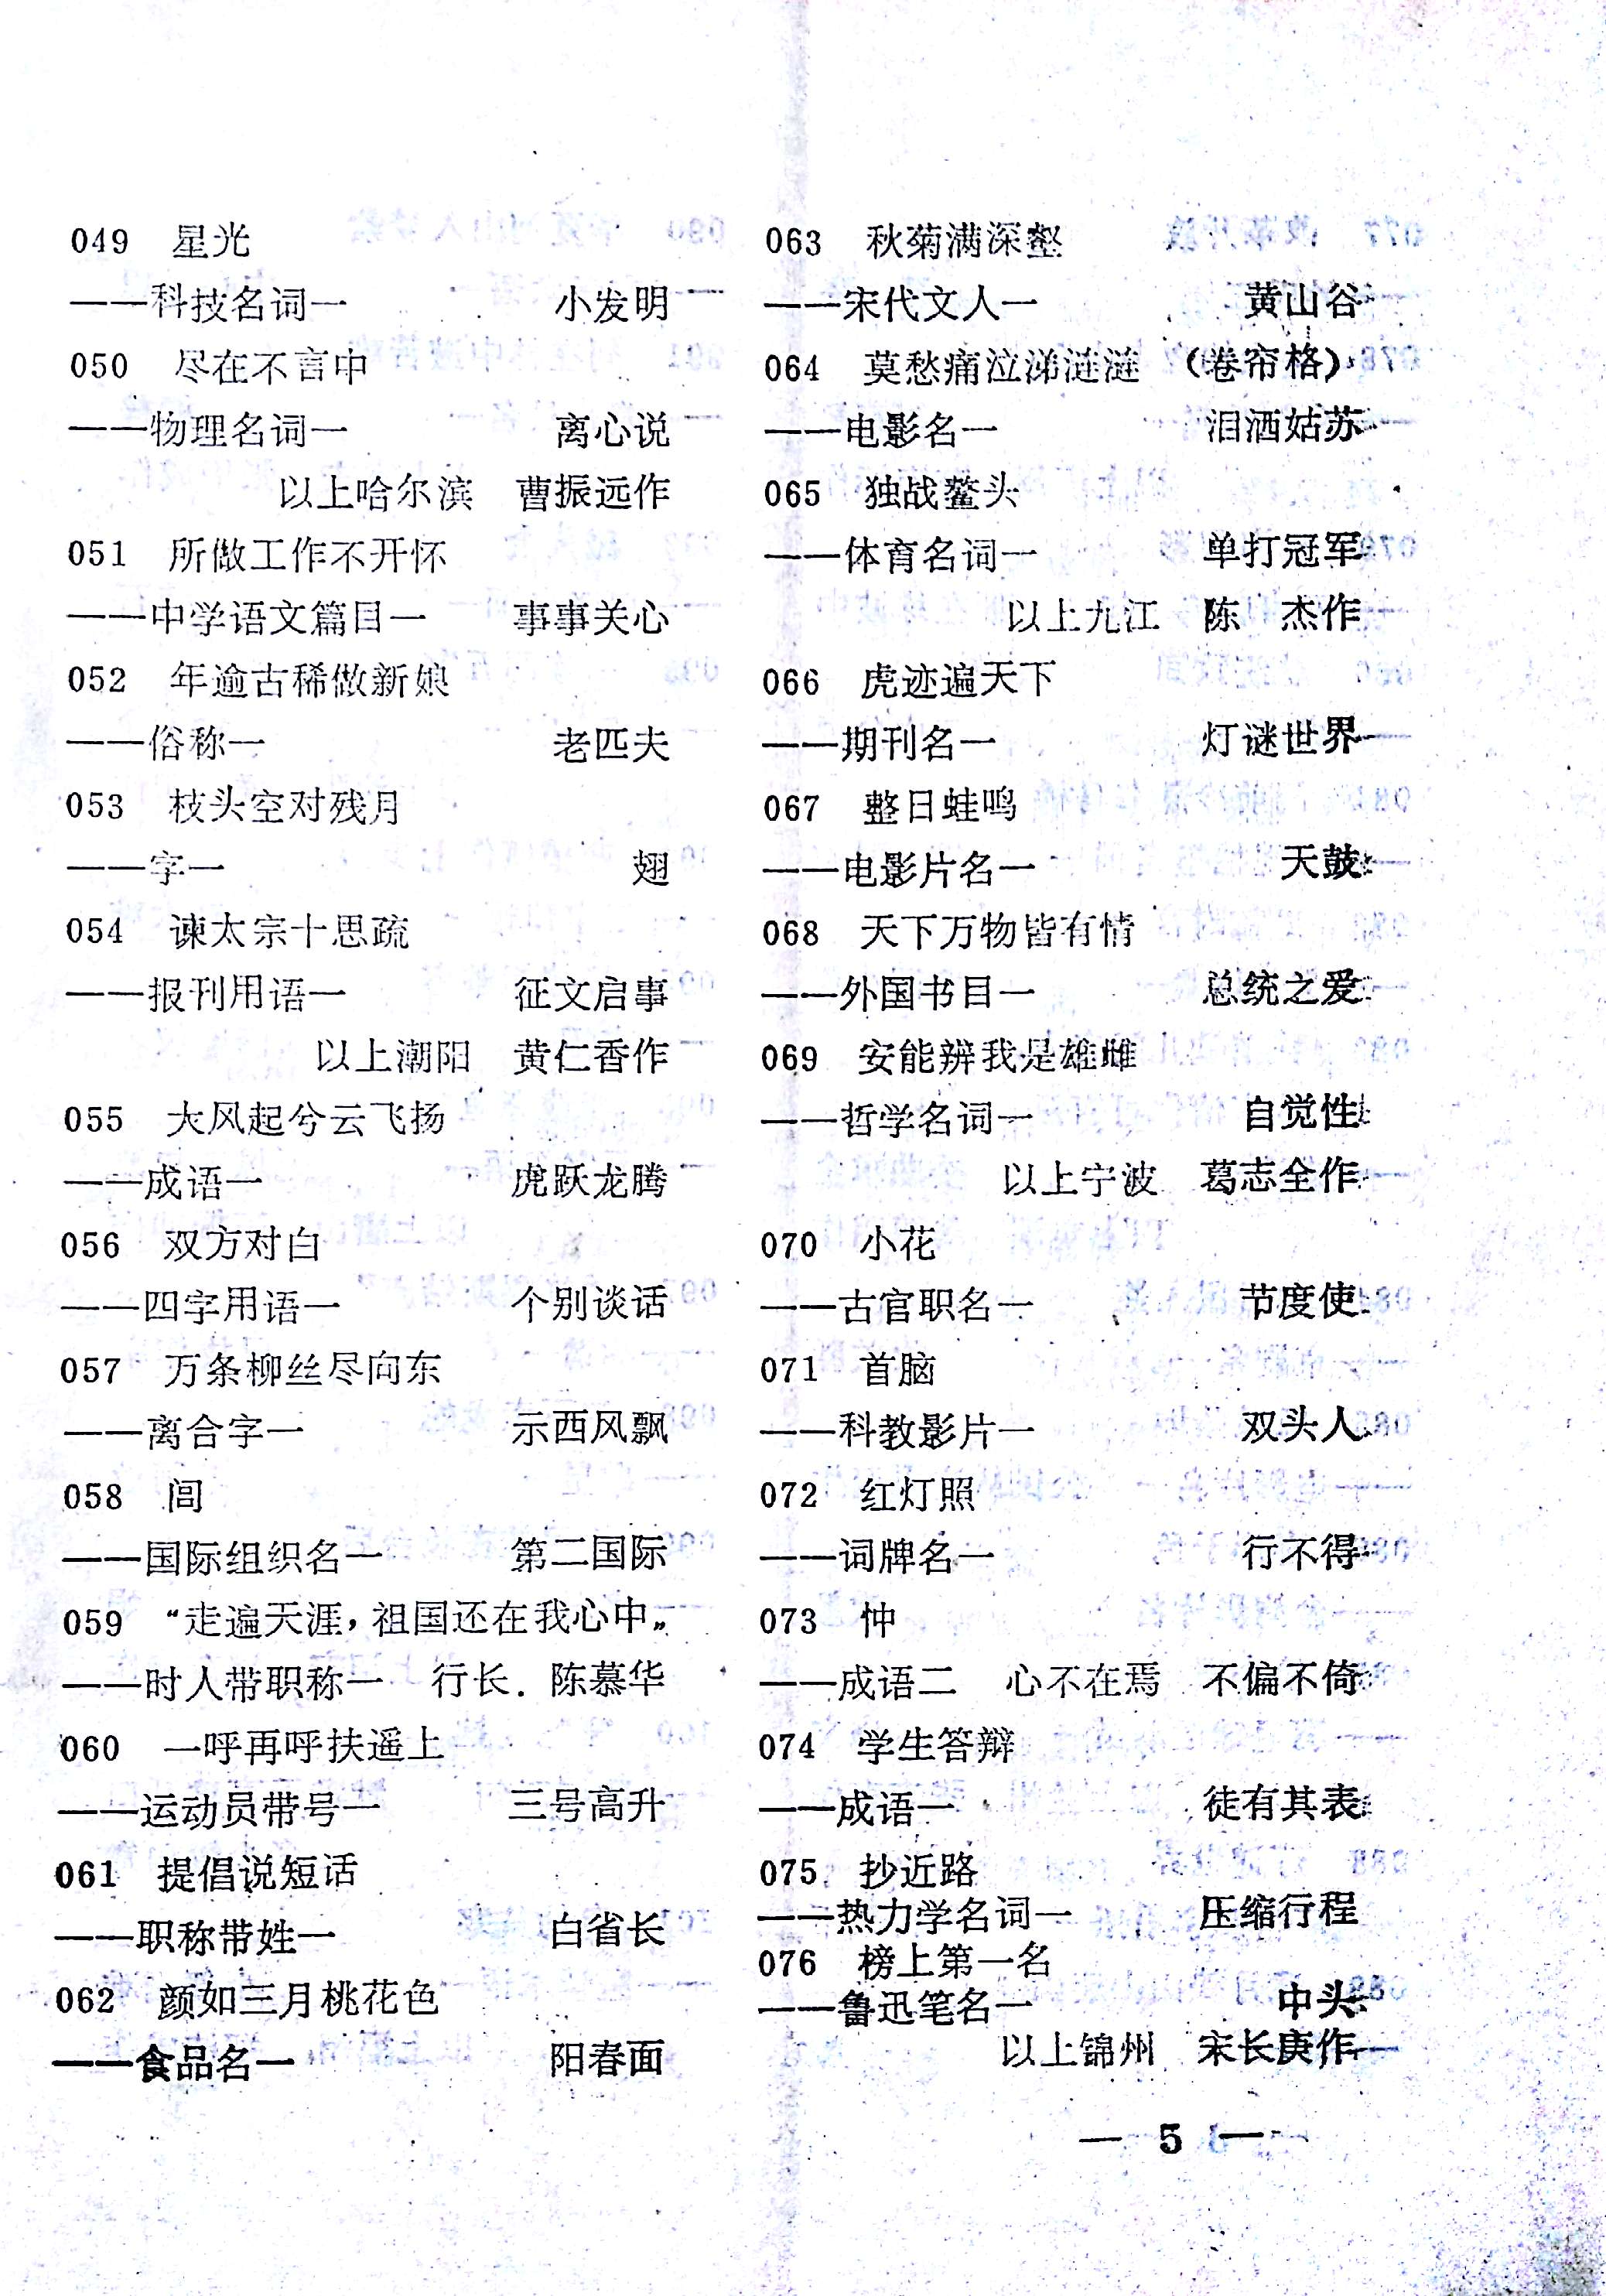 049 星光
——科技名词一 小发明
050 尽在不言中
——物理名词一 离心说
以上哈尔滨 曹振远作
051 所做工作不开怀
——中学语文篇目一 事事关心
052 年逾古稀做新娘
——俗称一 老匹夫
053 枝头空对残月
——字一 翅
054 谏太宗十思疏
——报刊用语一 征文启事
以上潮阳 黄仁香作
055 大风起兮云飞扬
——成语一 虎跃龙腾
056 双方对白
——四字用语一 个别谈话
057 万条柳丝尽向东
——离合字一 示西风飘
058 闾
——国际组织名一 第二国际
059 “走遍天涯，祖国还在我心中”
——时人带职称一 行长．陈慕华
060 一呼再呼扶遥上
——运动员带号一 三号高升
061 提倡说短话
——职称带姓一 白省长
062 颜如三月桃花色
——食品名一 阳春面
063 秋菊满深壑
——宋代文人一 黄山谷
064 莫愁痛泣涕涟涟 （卷帘格）
——电影名一 泪洒姑苏
065 独战鳌头
——体育名词一 单打冠军
以上九江 陈 杰作
066 虎迹遍天下
——期刊名一 灯谜世界
067 整日蛙鸣
——电影片名一 天鼓
068 天下万物皆有情
——外国书目一 总统之爱
069 安能辨我是雄雌
——哲学名词一 自觉性
以上宁波 葛志全作
070 小花
——古官职名一 节度使
071 首脑
——科教影片一 双头人
072 红灯照
——词牌名一 行不得
073 忡
——成语二 心不在焉 不偏不倚
074 学生答辩
——成语一 徒有其表
075 抄近路
——热力学名词一 压缩行程
076 榜上第一名
——鲁迅笔名一 中头
以上锦州 宋长庚作
— 5 —